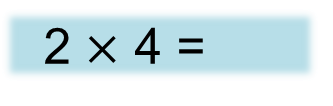 2 × 4 =